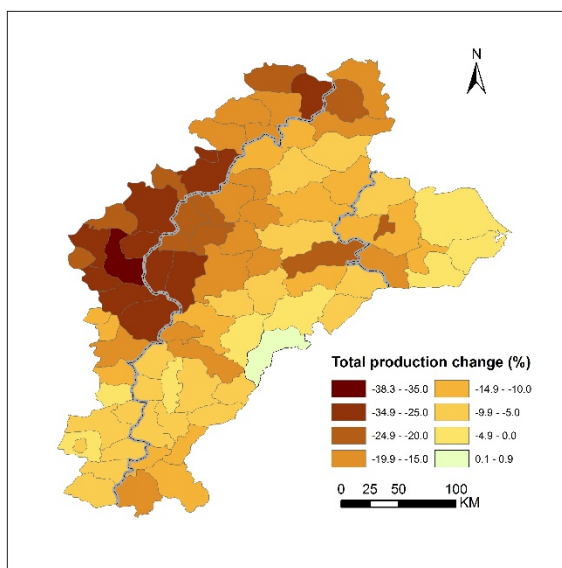 N
Total production change (%)
-38.3 - -35.0 -14.9 - -10.0
-34.9 - -25.0 -9.9 - -5.0
-24.9 - -20.0 -4.9 - 0.0
-19.9 - -15.0 0.1 - 0.9
0 25 50 100
KM